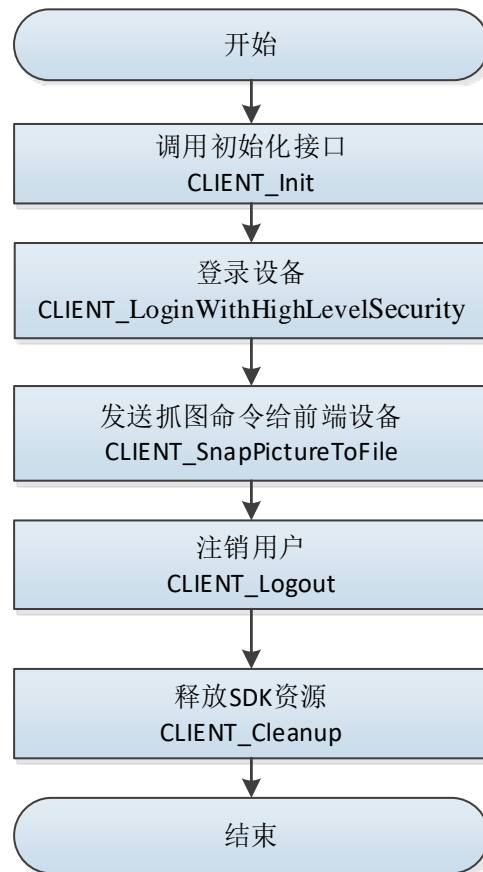 开始
调用初始化接口
CLIENT_Init
登录设备
CLIENT_LoginWithHighLevelSecurity
发送抓图命令给前端设备
CLIENT_SnapPictureToFile
注销用户
CLIENT_Logout
释放SDK资源
CLIENT_Cleanup
结束